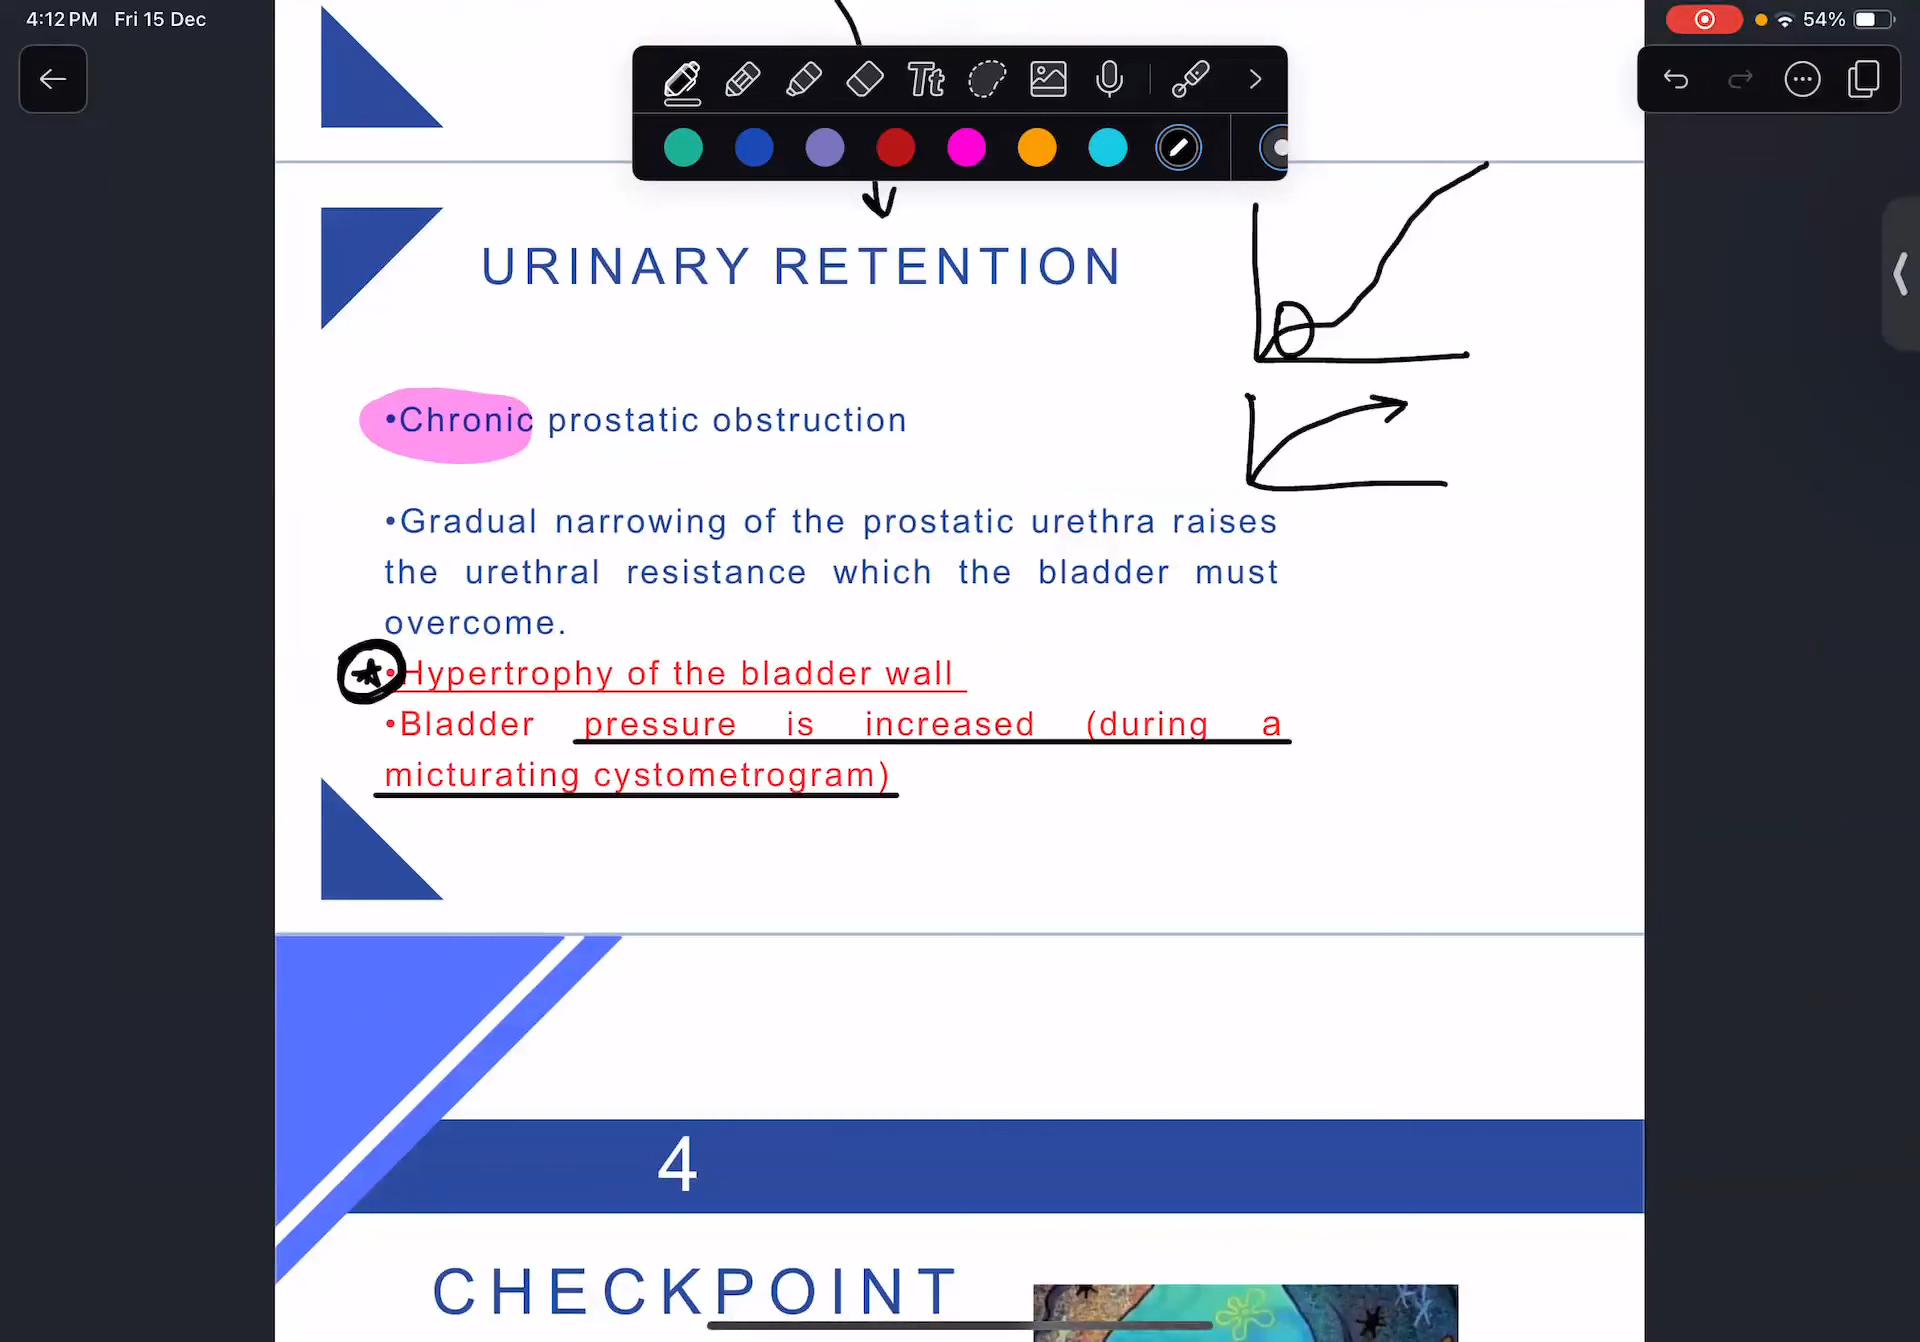 4:12 PM Fri 15 Dec
54%
Tt
URINARY RETENTION
•Chronic prostatic obstruction
•Gradual narrowing of the prostatic urethra raises
the urethral resistance which the bladder must
overcome.
•Hypertrophy of the bladder wall
•Bladder pressure is increased (during a
micturating cystometrogram)
4
CHECKPOINT